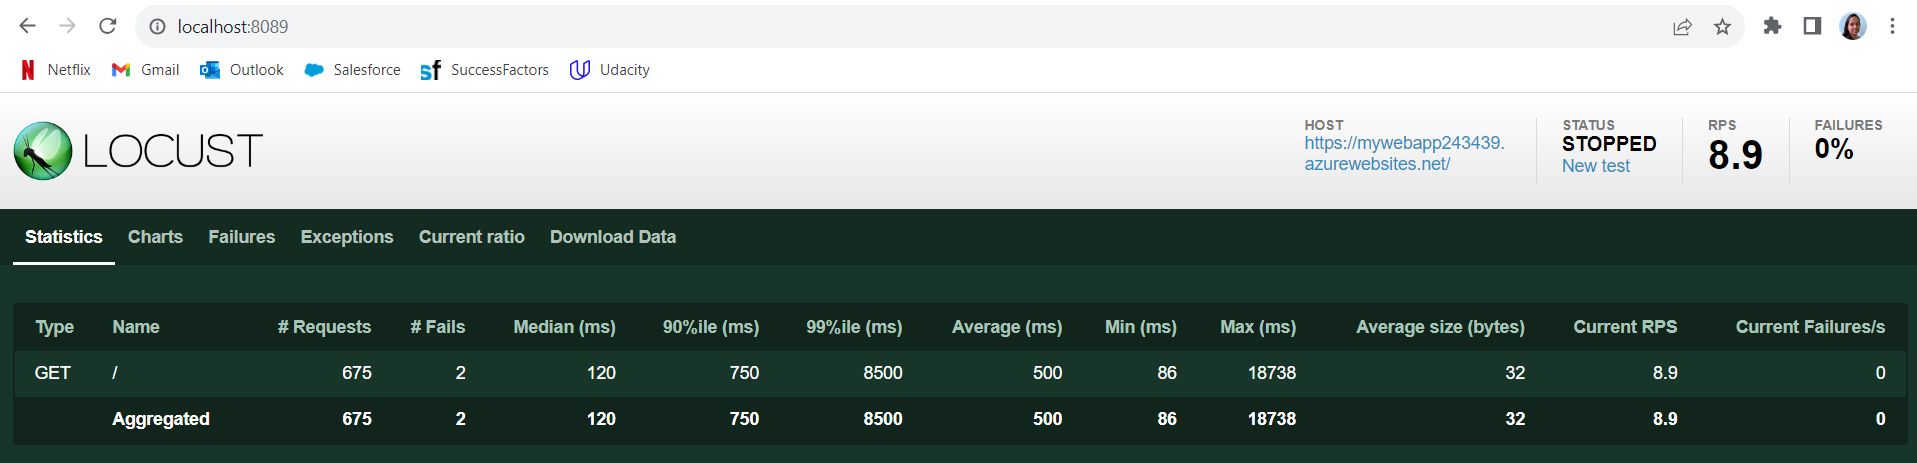 localhost:8089
Netflix Gmail Outlook Salesforce SuccessFactors Udacity
LOCUST
HOST
https://mywebapp243439.
azurewebsites.net/
STATUS
STOPPED
New test
RPS
8.9
FAILURES
0%
Statistics Charts Failures Exceptions Current ratio Download Data
Type Name # Requests # Fails Median (ms) 90%ile (ms) 99%ile (ms) Average (ms) Min (ms) Max (ms) Average size (bytes) Current RPS Current Failures/s
GET / 675 2 120 750 8500 500 86 18738 32 8.9 0
Aggregated 675 2 120 750 8500 500 86 18738 32 8.9 0